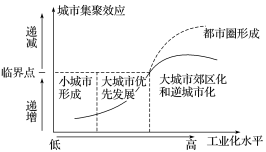 城市集聚效应
递减
都市圈形成
临界点
小城市
形成
大城市优
先发展
大城市郊区化
和逆城市化
递增
低
高
工业化水平